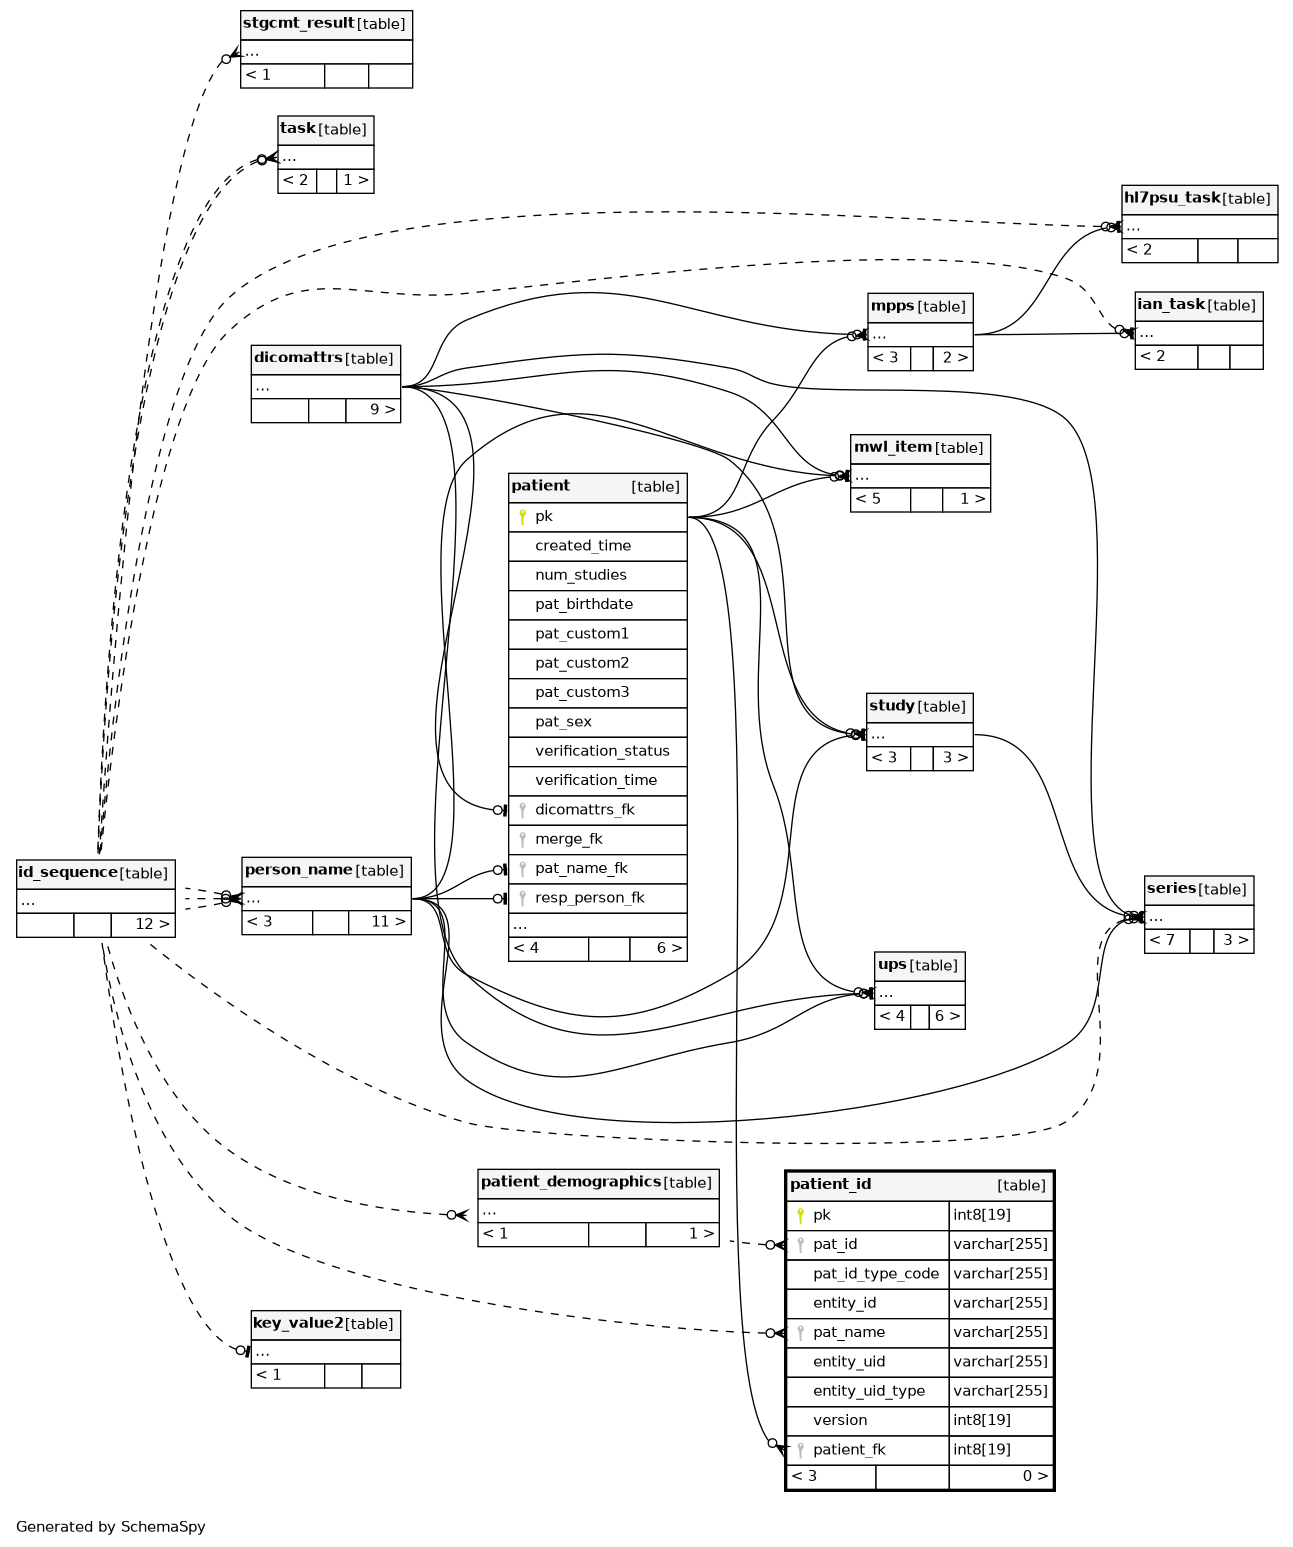 stgcmt_result [table]
...
< 1
task [table]
...
< 2 1 >
hl7psu_task [table]
...
< 2
mpps [table]
...
< 3 2 >
ian_task [table]
...
< 2
dicomattrs [table]
...
9 >
mwl_item [table]
...
< 5 1 >
patient [table]
pk
created_time
num_studies
pat_birthdate
pat_custom1
pat_custom2
pat_custom3
pat_sex
verification_status
verification_time
dicomattrs_fk
merge_fk
pat_name_fk
resp_person_fk
...
< 4 6 >
study [table]
...
< 3 3 >
id_sequence [table]
...
12 >
person_name [table]
...
< 3 11 >
series [table]
...
< 7 3 >
ups [table]
...
< 4 6 >
patient_demographics [table]
...
< 1 1 >
patient_id [table]
pk int8[19]
pat_id varchar[255]
pat_id_type_code varchar[255]
entity_id varchar[255]
pat_name varchar[255]
entity_uid varchar[255]
entity_uid_type varchar[255]
version int8[19]
patient_fk int8[19]
< 3 0 >
key_value2 [table]
...
< 1
Generated by SchemaSpy